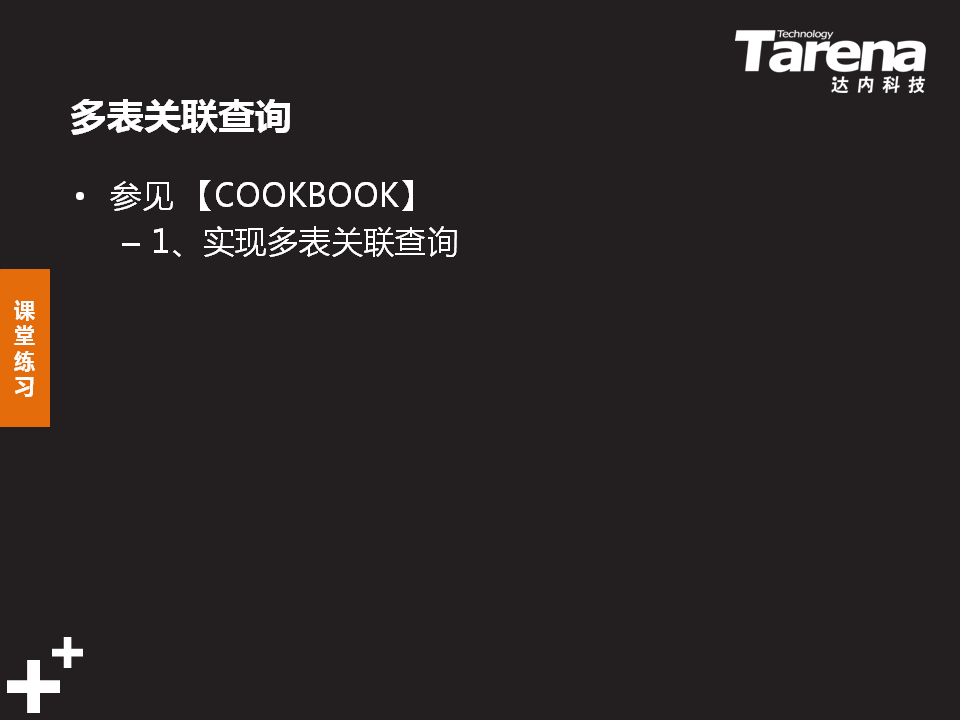 Technology
Tarena
达内科技
多表关联查询
• 参见【COOKBOOK】
– 1、实现多表关联查询
课
堂
练
习